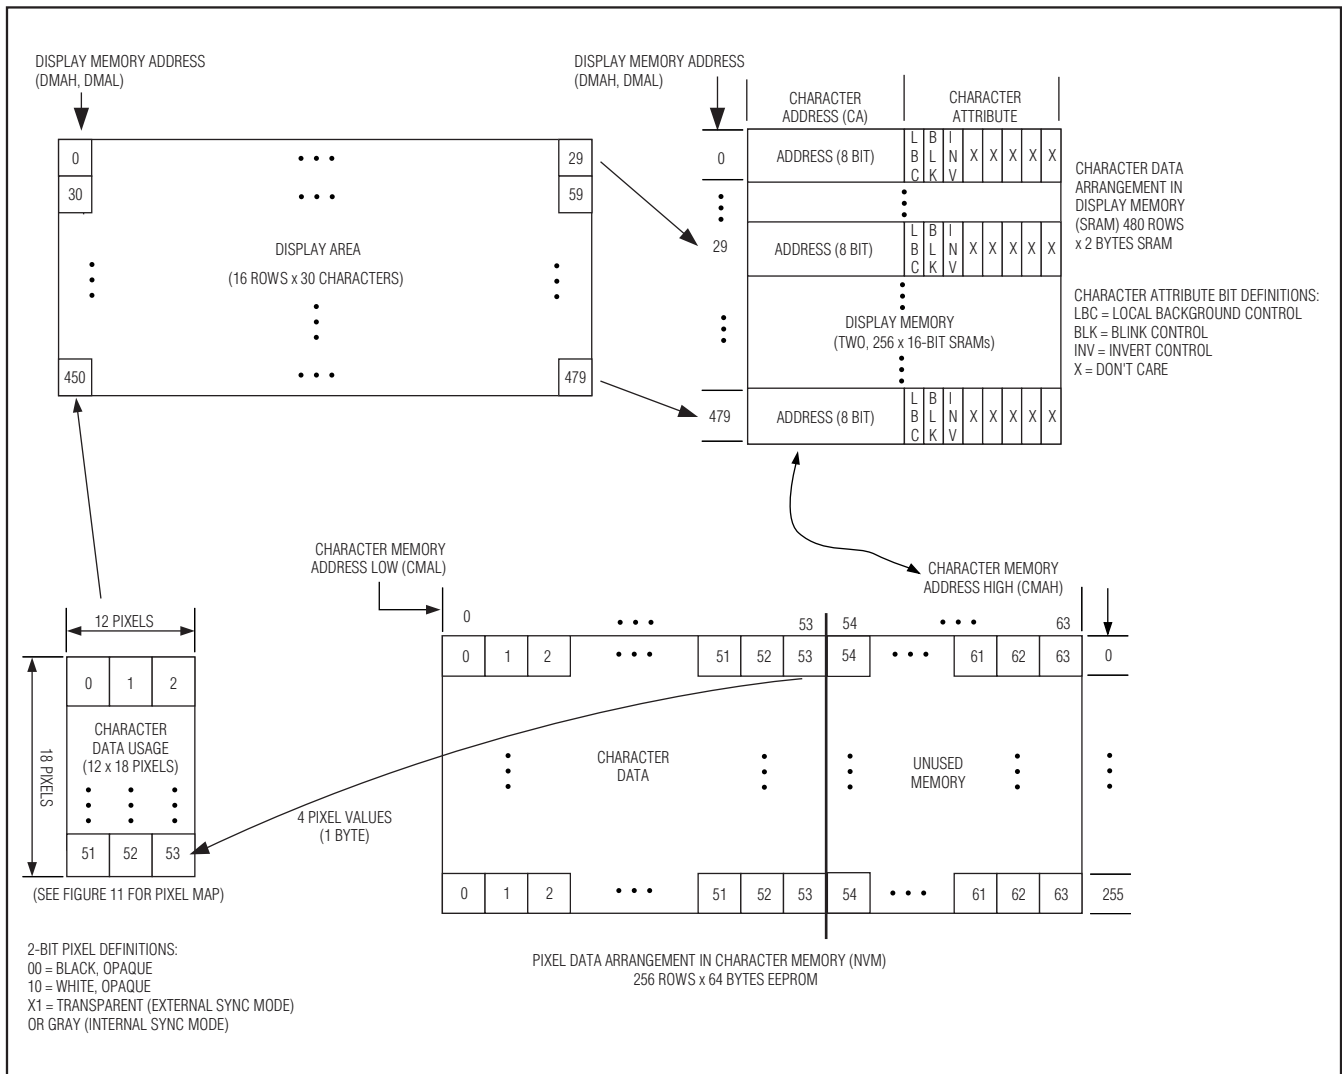 DISPLAY MEMORY ADDRESS
(DMAH, DMAL)
0
29
30
59
DISPLAY AREA
(16 ROWS x 30 CHARACTERS)
450
479
DISPLAY MEMORY ADDRESS
(DMAH, DMAL)
CHARACTER
ADDRESS (CA)
CHARACTER
ATTRIBUTE
0
ADDRESS (8 BIT)
LBC BLK INV X X X X X
29
ADDRESS (8 BIT)
LBC BLK INV X X X X X
DISPLAY MEMORY
(TWO, 256 x 16-BIT SRAMs)
479
ADDRESS (8 BIT)
LBC BLK INV X X X X X
CHARACTER DATA
ARRANGEMENT IN
DISPLAY MEMORY
(SRAM) 480 ROWS
x 2 BYTES SRAM
CHARACTER ATTRIBUTE BIT DEFINITIONS:
LBC = LOCAL BACKGROUND CONTROL
BLK = BLINK CONTROL
INV = INVERT CONTROL
X = DON'T CARE
12 PIXELS
18 PIXELS
0 1 2
CHARACTER
DATA USAGE
(12 x 18 PIXELS)
51 52 53
(SEE FIGURE 11 FOR PIXEL MAP)
2-BIT PIXEL DEFINITIONS:
00 = BLACK, OPAQUE
10 = WHITE, OPAQUE
X1 = TRANSPARENT (EXTERNAL SYNC MODE)
OR GRAY (INTERNAL SYNC MODE)
4 PIXEL VALUES
(1 BYTE)
CHARACTER MEMORY
ADDRESS LOW (CMAL)
CHARACTER MEMORY
ADDRESS HIGH (CMAH)
0 53 54 63
0 1 2 51 52 53 54 61 62 63 0
CHARACTER
DATA
UNUSED
MEMORY
0 1 2 51 52 53 54 61 62 63 255
PIXEL DATA ARRANGEMENT IN CHARACTER MEMORY (NVM)
256 ROWS x 64 BYTES EEPROM